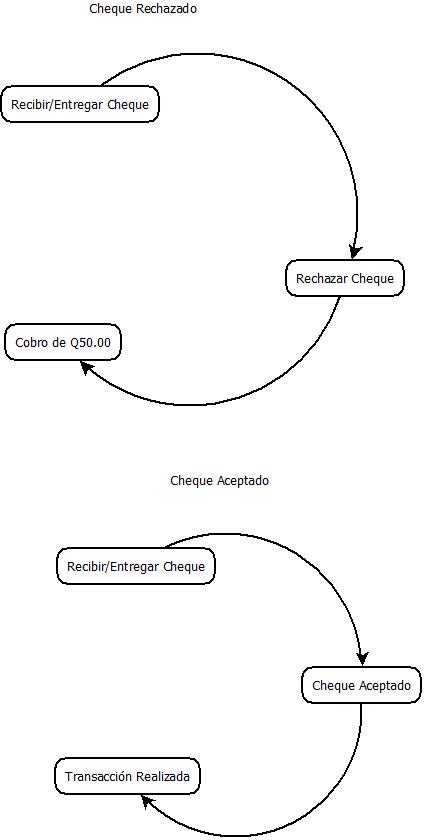 Cheque Rechazado
Recibir/Entregar Cheque
Rechazar Cheque
Cobro de Q50.00
Cheque Aceptado
Recibir/Entregar Cheque
Cheque Aceptado
Transacción Realizada